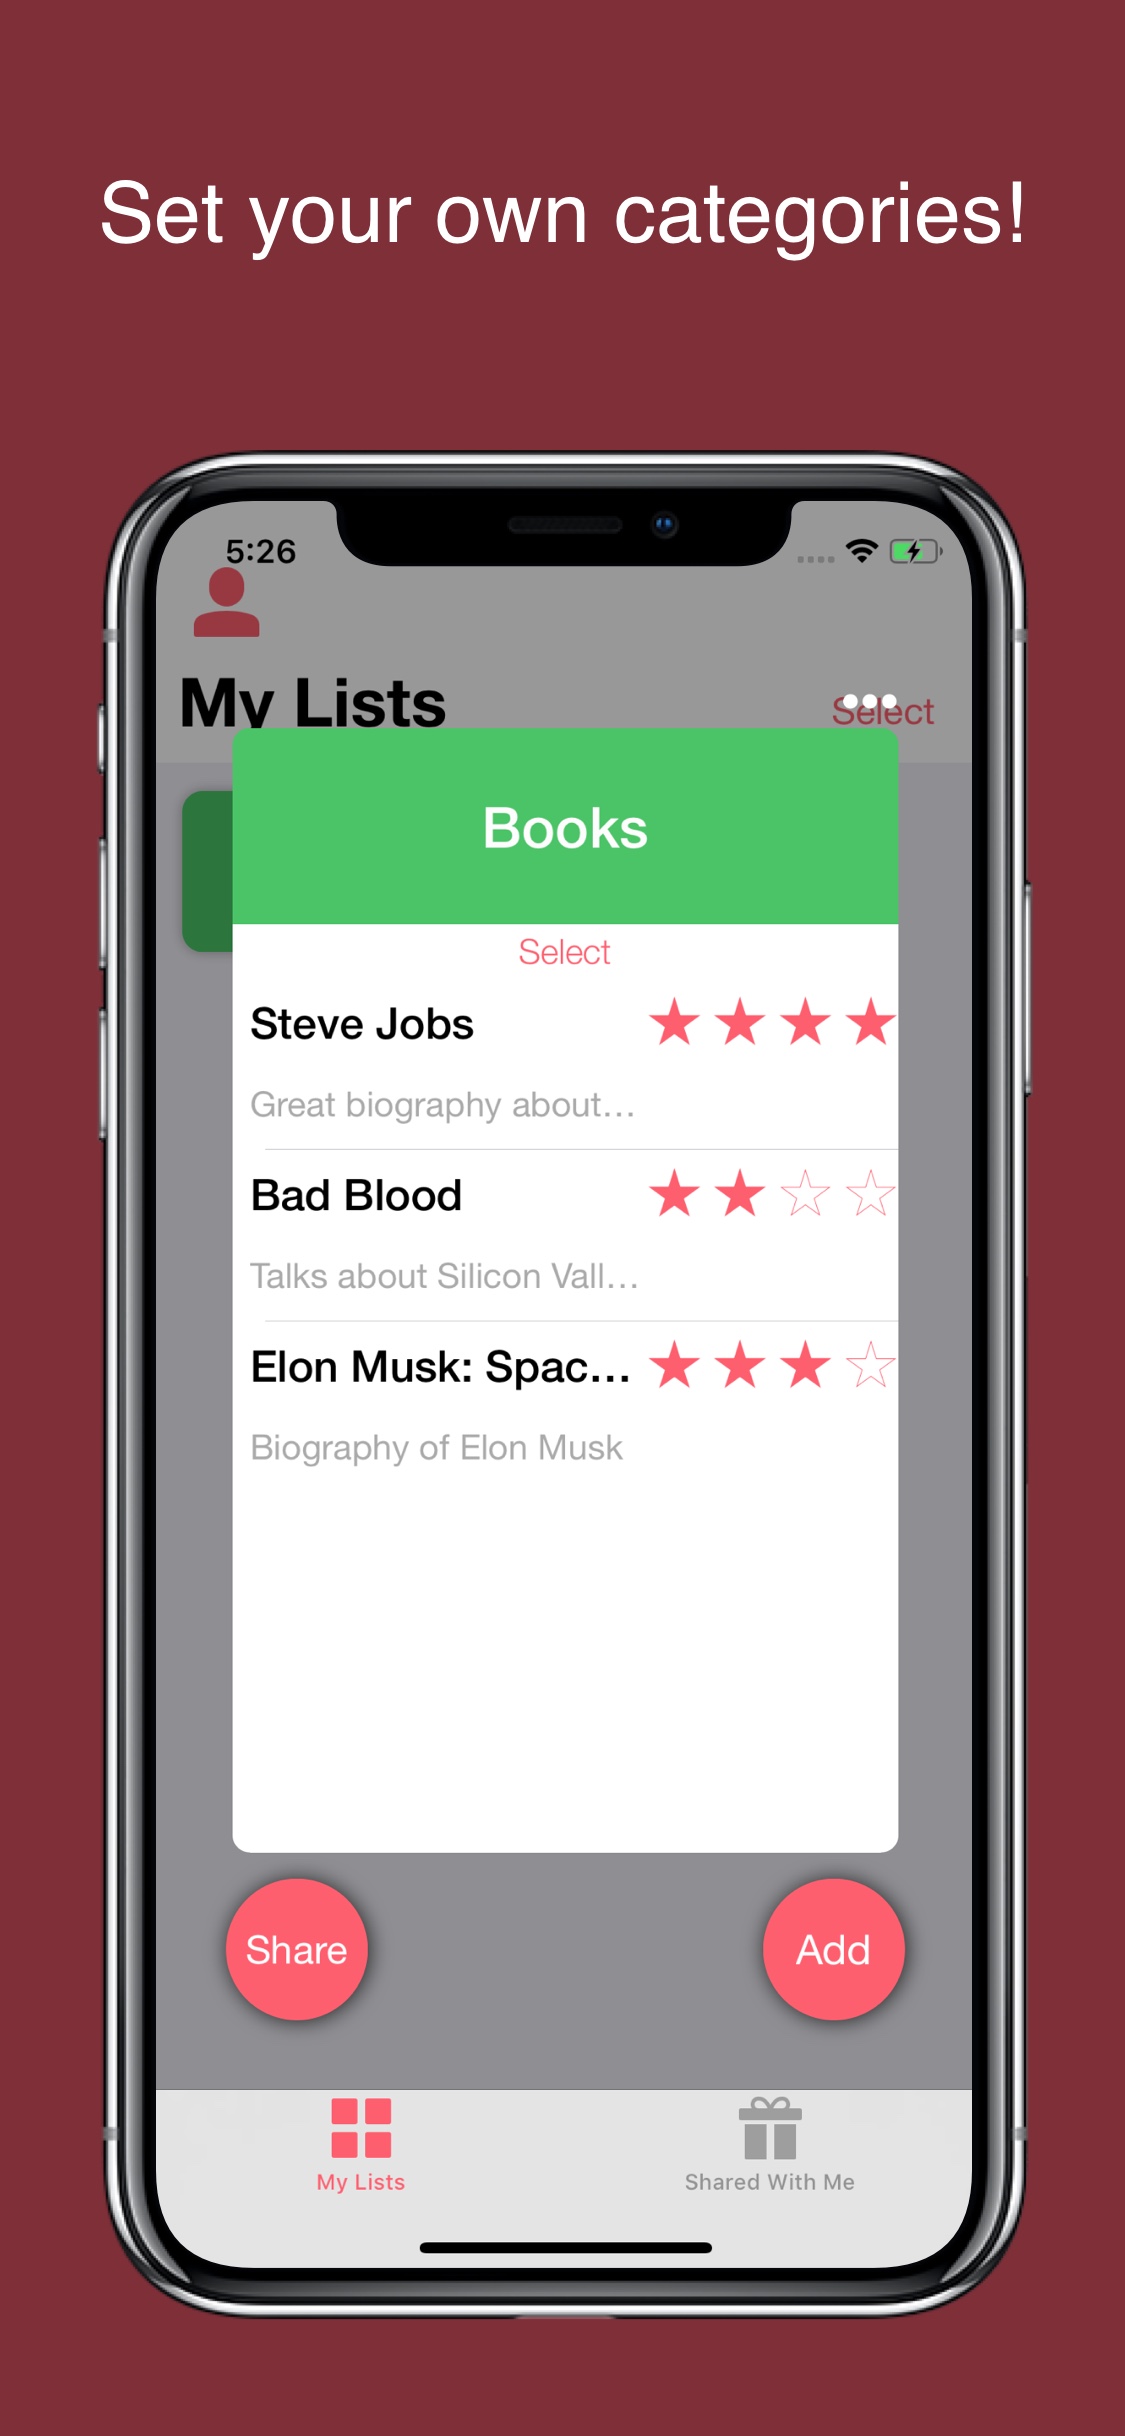 Set your own categories!
5:26
My Lists
Select
Books
Select
Steve Jobs
Great biography about...
Bad Blood
Talks about Silicon Vall...
Elon Musk: Spac...
Biography of Elon Musk
Share
Add
My Lists
Shared With Me